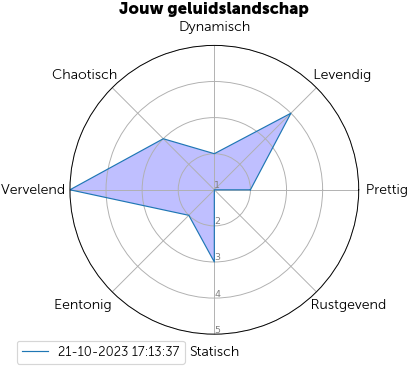 Jouw geluidslandschap
Dynamisch
Chaotisch
Levendig
Vervelend
1
Prettig
2
3
Eentonig
4
Rustgevend
5
21-10-2023 17:13:37
Statisch